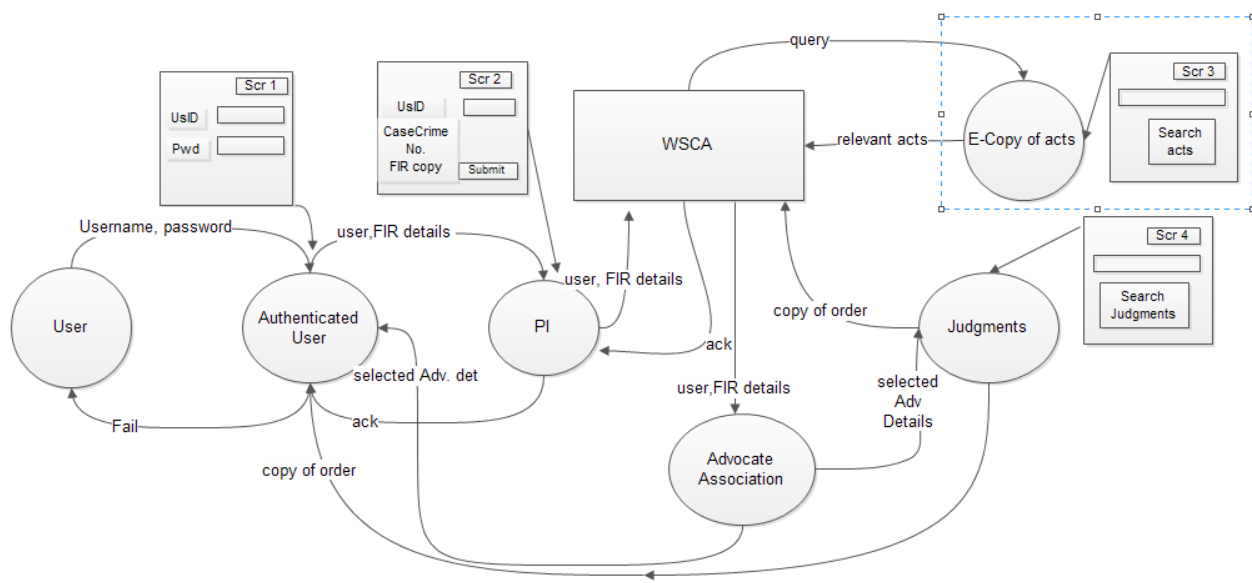 query
Scr 1
UsID
Pwd
Scr 2
UsID
CaseCrime
No.
FIR copy
Submit
WSCA
relevant acts
E-Copy of acts
Scr 3
Search
acts
Username, password
user,FIR details
user, FIR details
Scr 4
Search
Judgments
User
Authenticated
User
PI
copy of order
Judgments
ack
selected Adv. det
user,FIR details
selected
Adv
Details
Fail
ack
copy of order
Advocate
Association